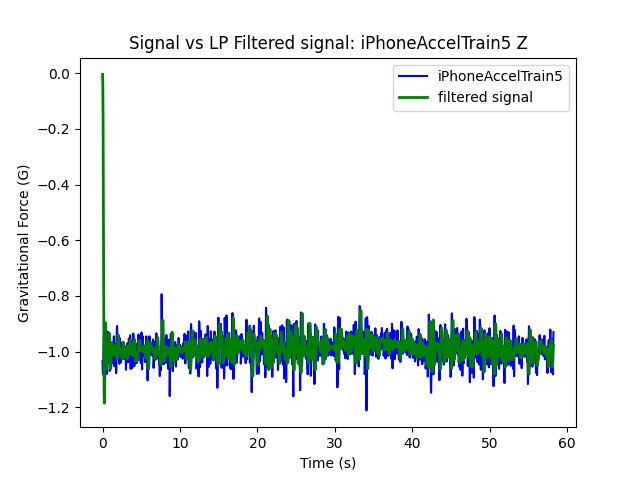 Signal vs LP Filtered signal: iPhoneAccelTrain5 Z
iPhoneAccelTrain5
filtered signal
Gravitational Force (G)
0.0
−0.2
−0.4
−0.6
−0.8
−1.0
−1.2
0 10 20 30 40 50 60
Time (s)